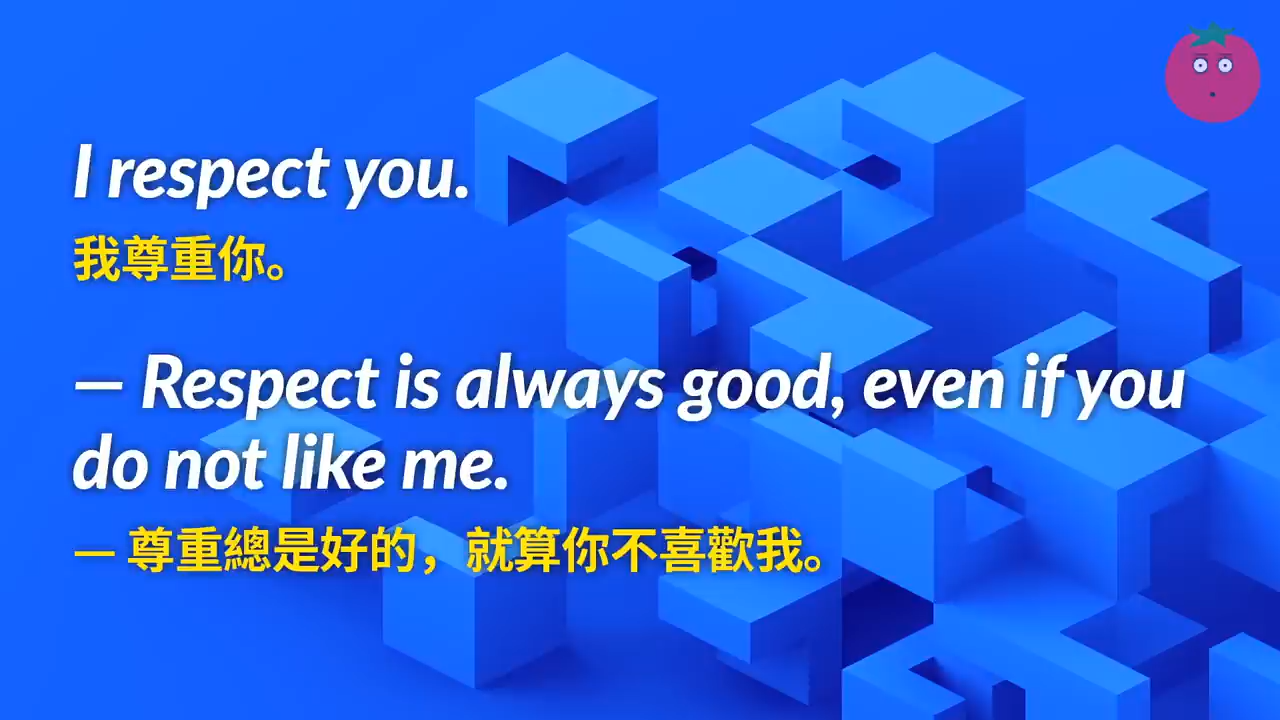 I respect you.
我尊重你。
— Respect is always good, even if you
do not like me.
— 尊重總是好的，就算你不喜歡我。